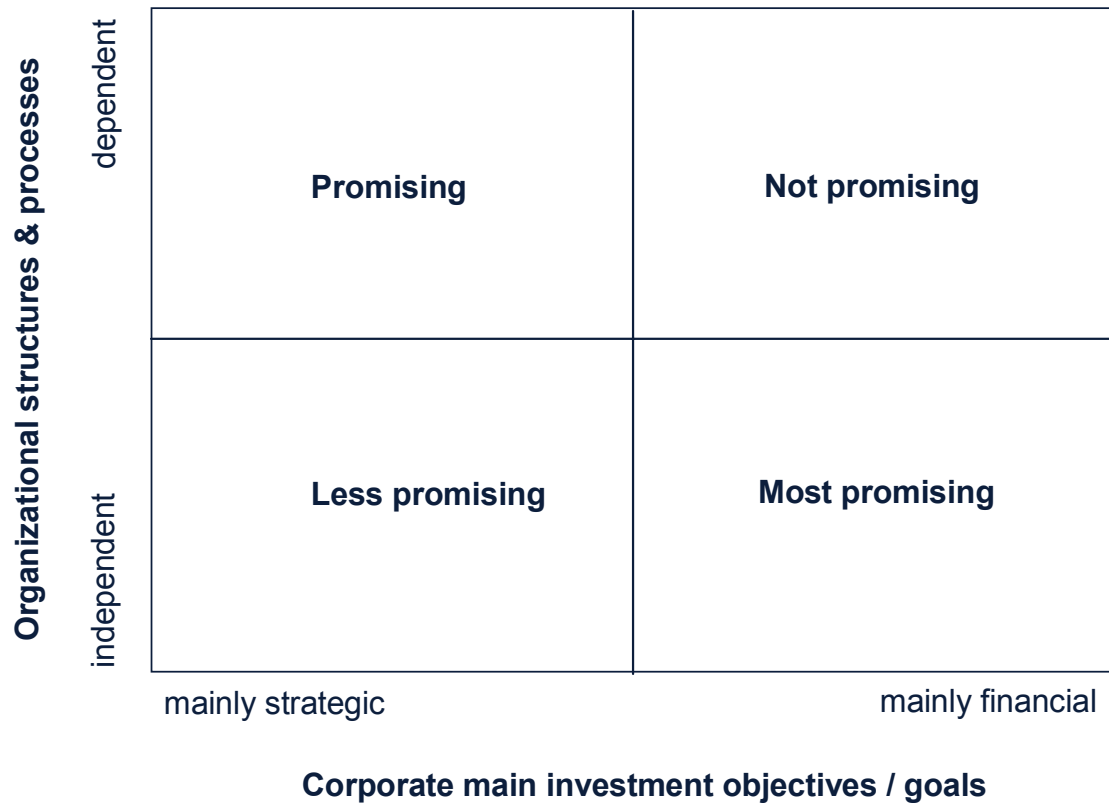 Organizational structures & processes
dependent
independent
Promising
Not promising
Less promising
Most promising
mainly strategic
mainly financial
Corporate main investment objectives / goals